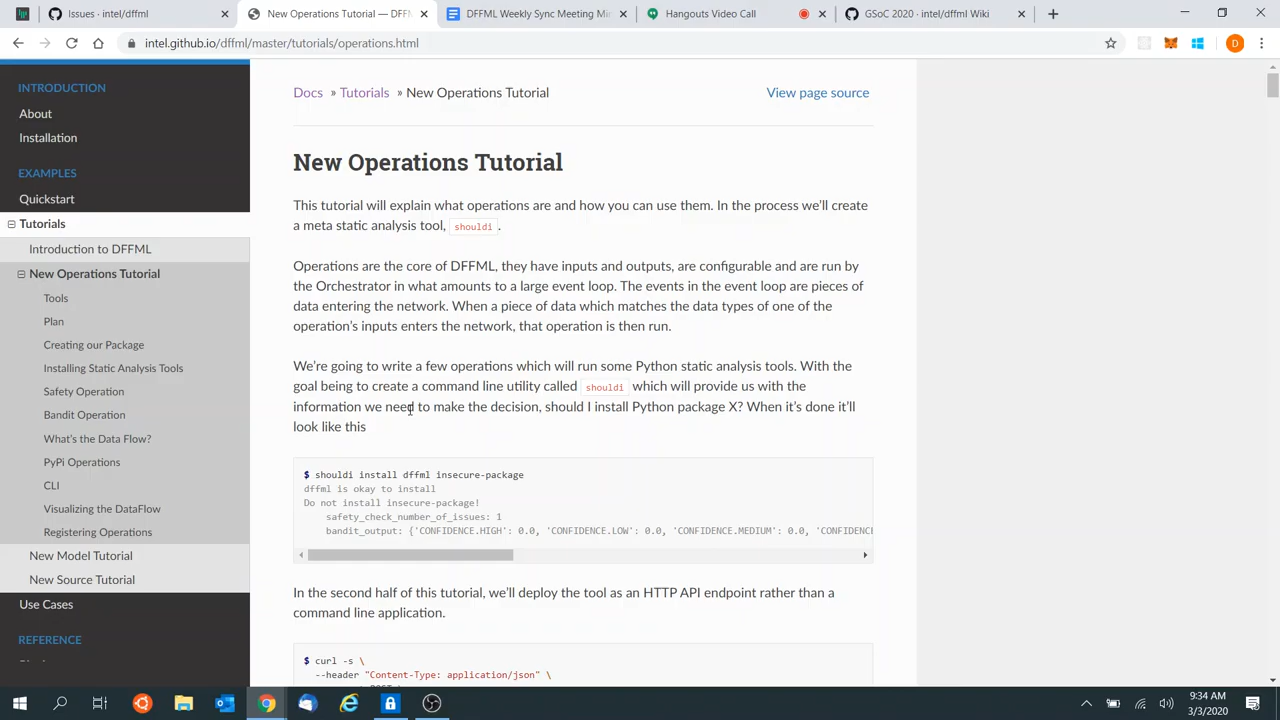 Issues · intel/dffml
New Operations Tutorial — DFFM
DFFML Weekly Sync Meeting Min
Hangouts Video Call
GSoC 2020 · intel/dffml Wiki
intel.github.io/dffml/master/tutorials/operations.html
D
INTRODUCTION
About
Installation
EXAMPLES
Quickstart
Tutorials
Introduction to DFFML
New Operations Tutorial
Tools
Plan
Creating our Package
Installing Static Analysis Tools
Safety Operation
Bandit Operation
What's the Data Flow?
PyPi Operations
CLI
Visualizing the DataFlow
Registering Operations
New Model Tutorial
New Source Tutorial
Use Cases
REFERENCE
Docs » Tutorials » New Operations Tutorial
View page source
New Operations Tutorial
This tutorial will explain what operations are and how you can use them. In the process we'll create
a meta static analysis tool, shouldi .
Operations are the core of DFFML, they have inputs and outputs, are configurable and are run by
the Orchestrator in what amounts to a large event loop. The events in the event loop are pieces of
data entering the network. When a piece of data which matches the data types of one of the
operation's inputs enters the network, that operation is then run.
We're going to write a few operations which will run some Python static analysis tools. With the
goal being to create a command line utility called shouldi which will provide us with the
information we need to make the decision, should I install Python package X? When it's done it'll
look like this
$ shouldi install dffml insecure-package
dffml is okay to install
Do not install insecure-package!
safety_check_number_of_issues: 1
bandit_output: {'CONFIDENCE.HIGH': 0.0, 'CONFIDENCE.LOW': 0.0, 'CONFIDENCE.MEDIUM': 0.0, 'CONFIDENCE
In the second half of this tutorial, we'll deploy the tool as an HTTP API endpoint rather than a
command line application.
$ curl -s \
--header "Content-Type: application/json" \
9:34 AM
3/3/2020